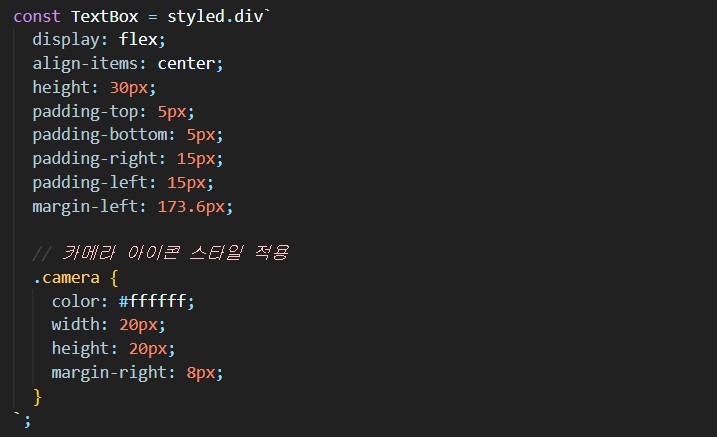 const TextBox = styled.div`
  display: flex;
  align-items: center;
  height: 30px;
  padding-top: 5px;
  padding-bottom: 5px;
  padding-right: 15px;
  padding-left: 15px;
  margin-left: 173.6px;

  // 카메라 아이콘 스타일 적용
  .camera {
    color: #ffffff;
    width: 20px;
    height: 20px;
    margin-right: 8px;
  }
`;